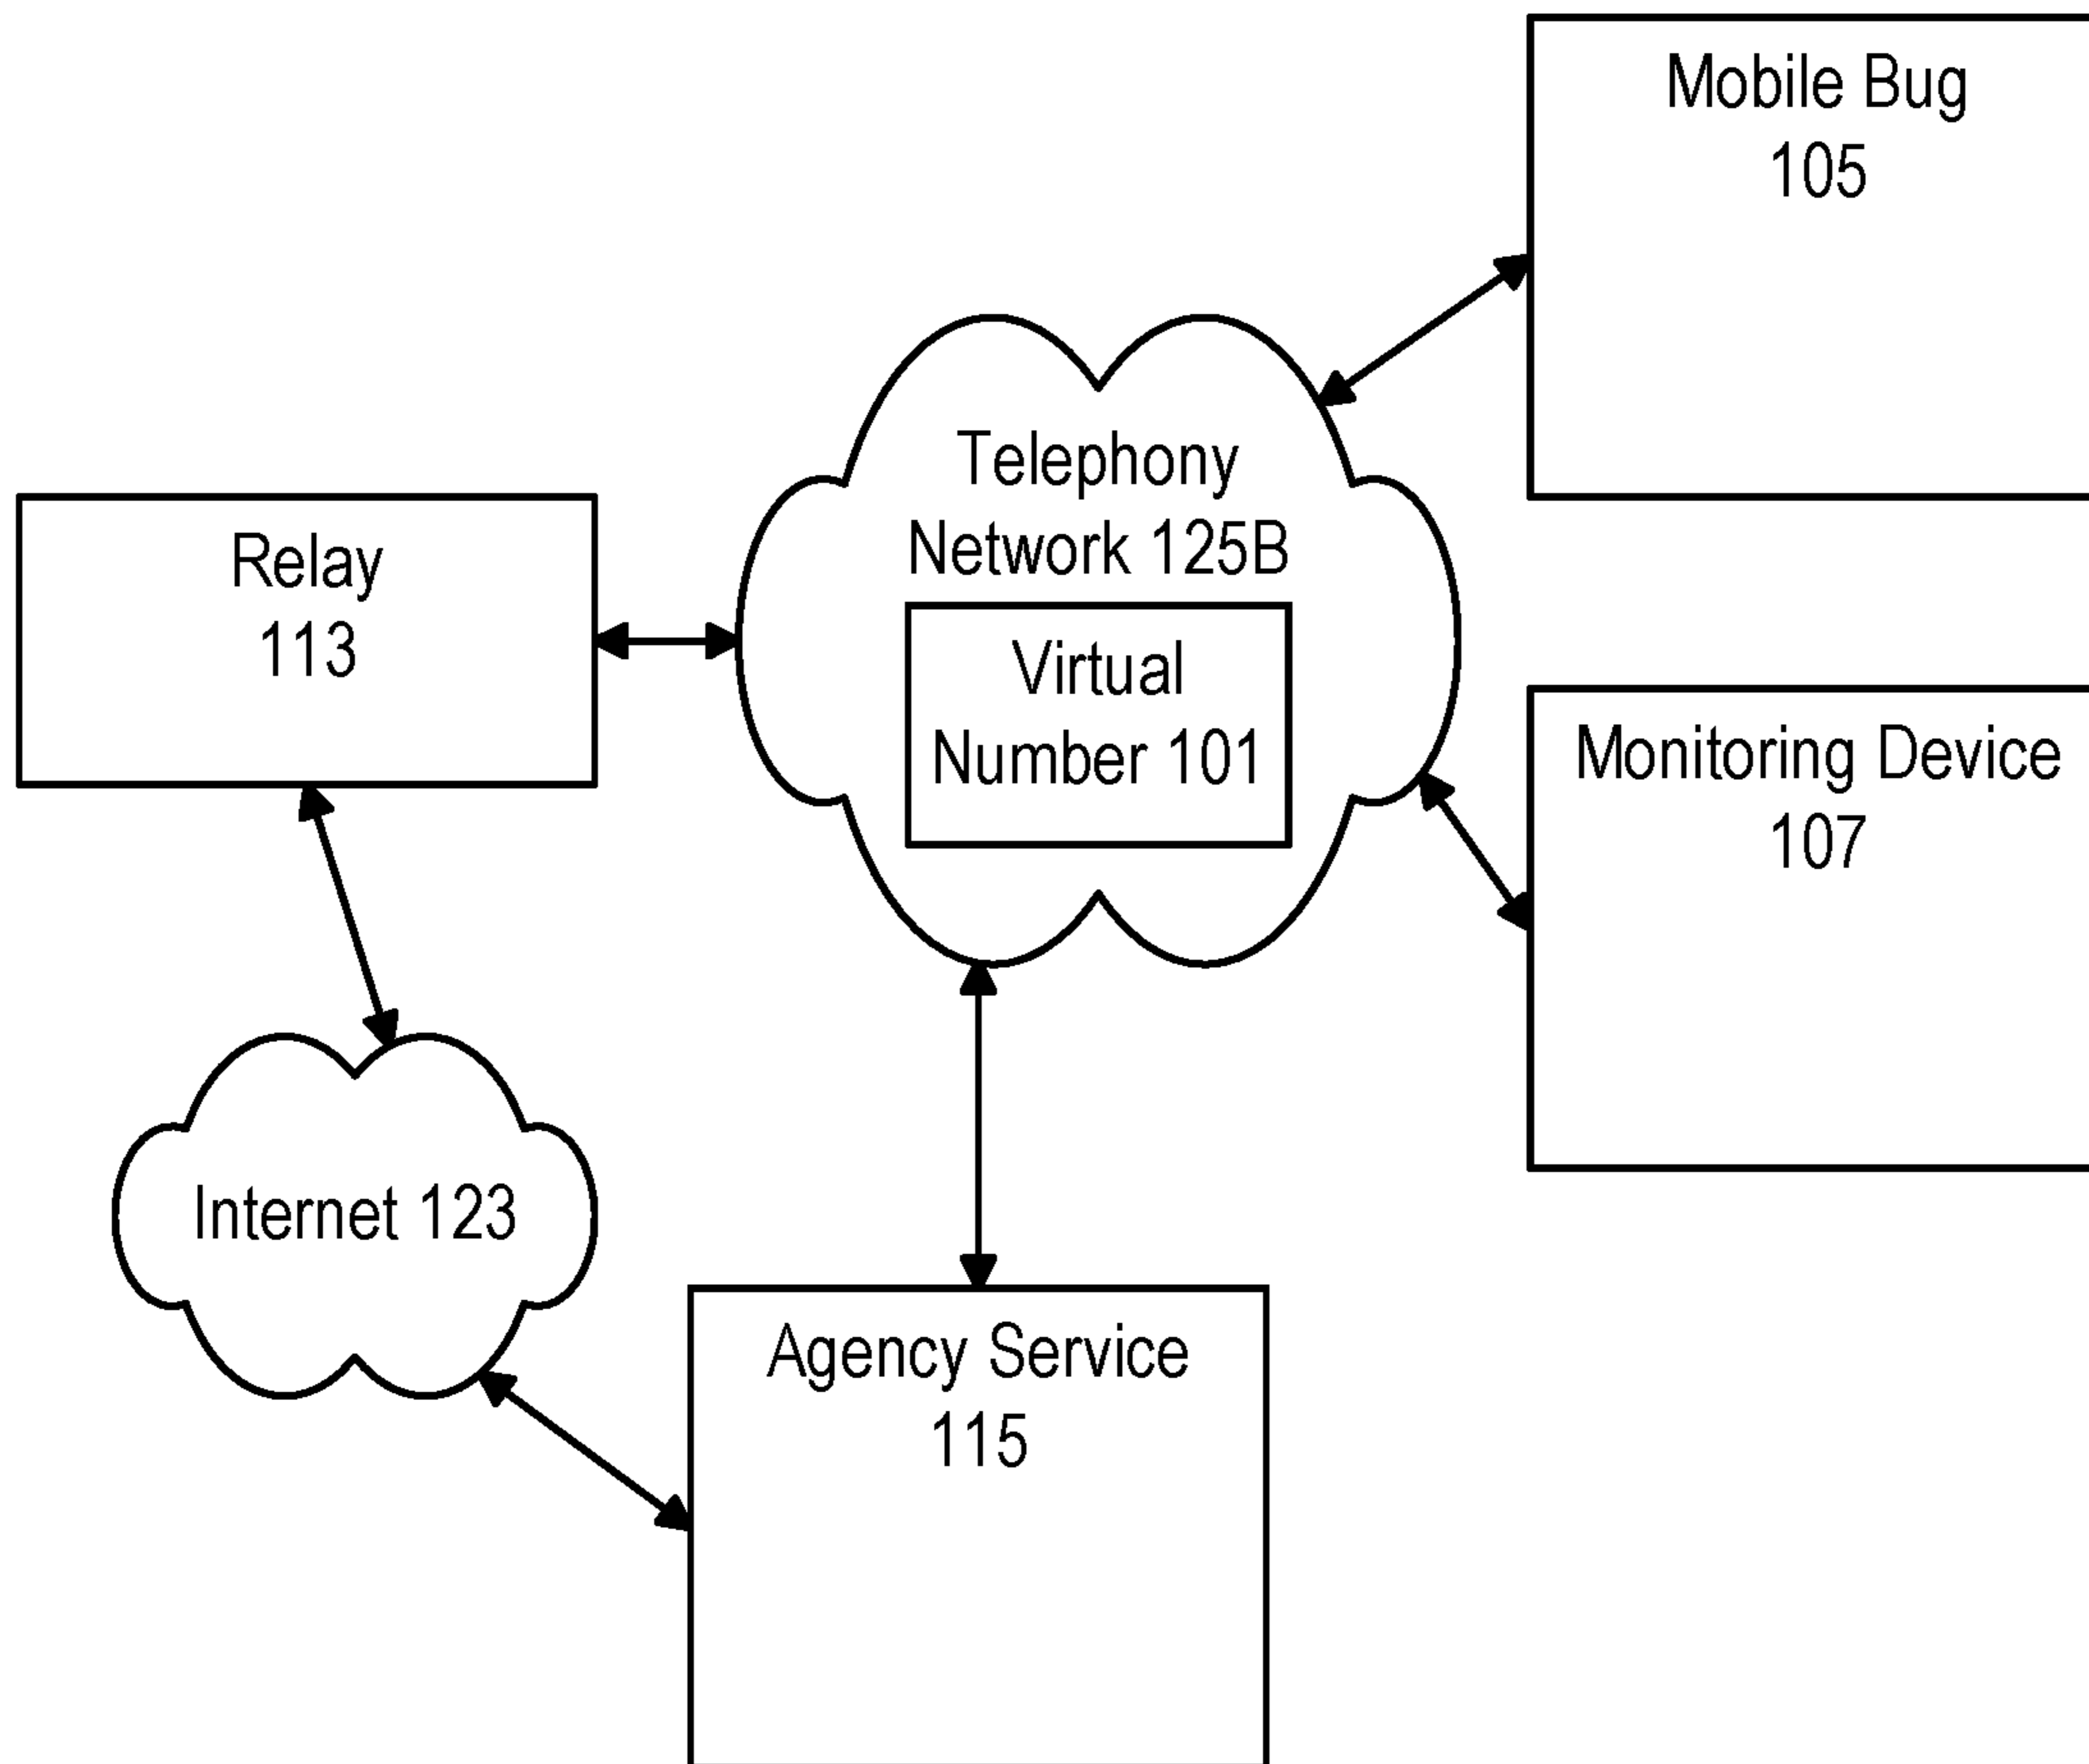 Mobile Bug
105
Telephony
Network 125B
Relay
113
Virtual
Number 101
Monitoring Device
107
Internet 123
Agency Service
115